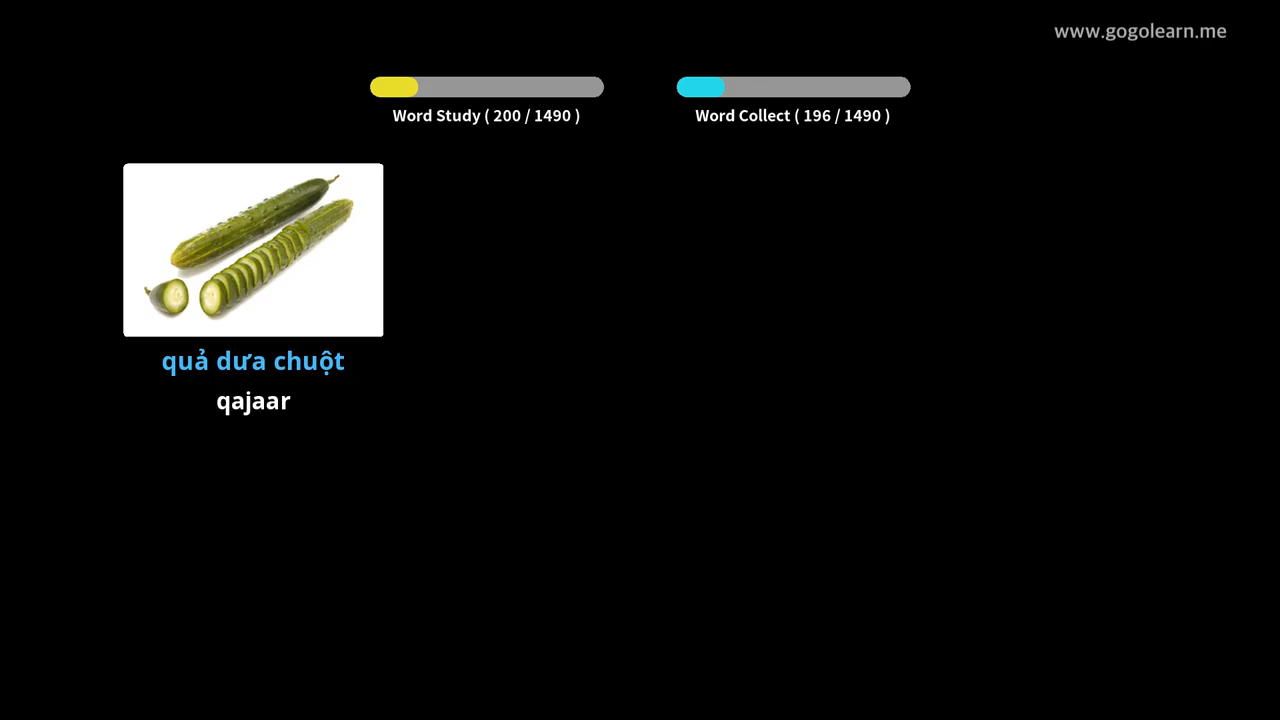 www.gogolearn.me
Word Study ( 200 / 1490 )
Word Collect ( 196 / 1490 )
quả dưa chuột
qajaar